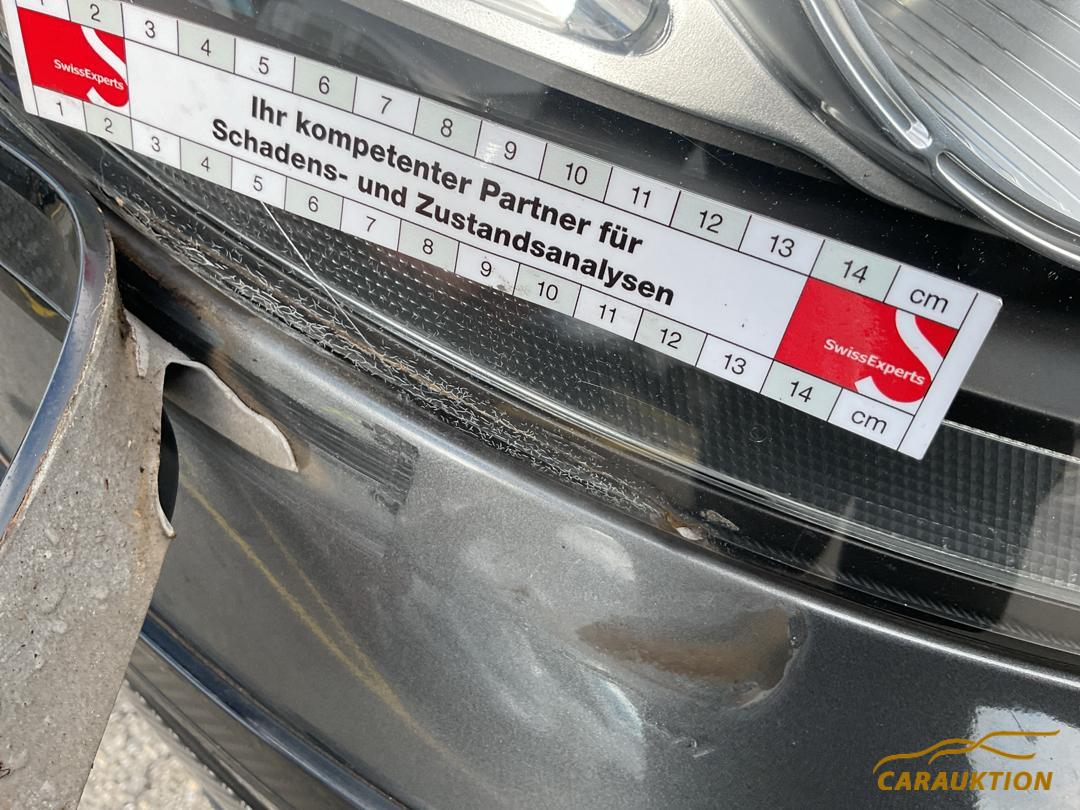 1 2 3 4 5 6 7 8 9 10 11 12 13 14 cm
SwissExperts
Ihr kompetenter Partner für
Schadens- und Zustandsanalysen
SwissExperts
1 2 3 4 5 6 7 8 9 10 11 12 13 14 cm
CARAUKTION